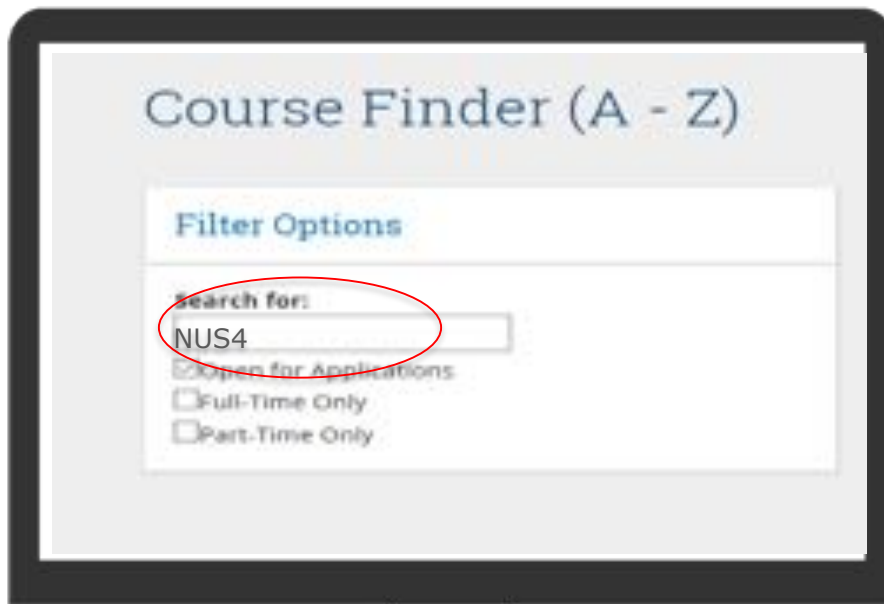 Course Finder (A - Z)
Filter Options
Search for:
NUS4
Open for Applications
Full-Time Only
Part-Time Only